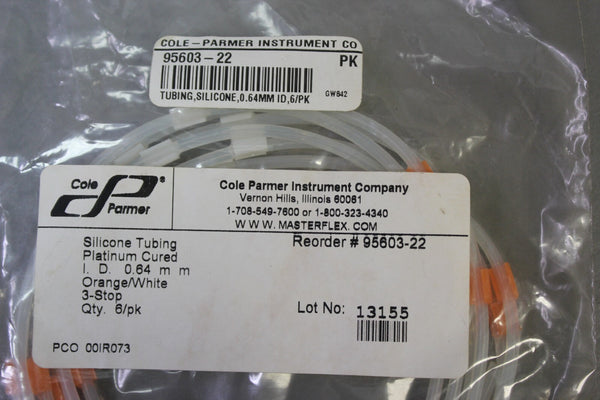 COLE-PARMER INSTRUMENT CO
95603-22 PK
TUBING,SILICONE,0.64MM ID,6/PK GW842
Cole Parmer ®
Cole Parmer Instrument Company
Vernon Hills, Illinois 60061
1-708-549-7600 or 1-800-323-4340
WWW.MASTERFLEX.COM
Reorder # 95603-22
Silicone Tubing
Platinum Cured
I. D. 0.64 mm
Orange/White
3-Stop
Qty. 6/pk
Lot No: 13155
PCO 00IR073